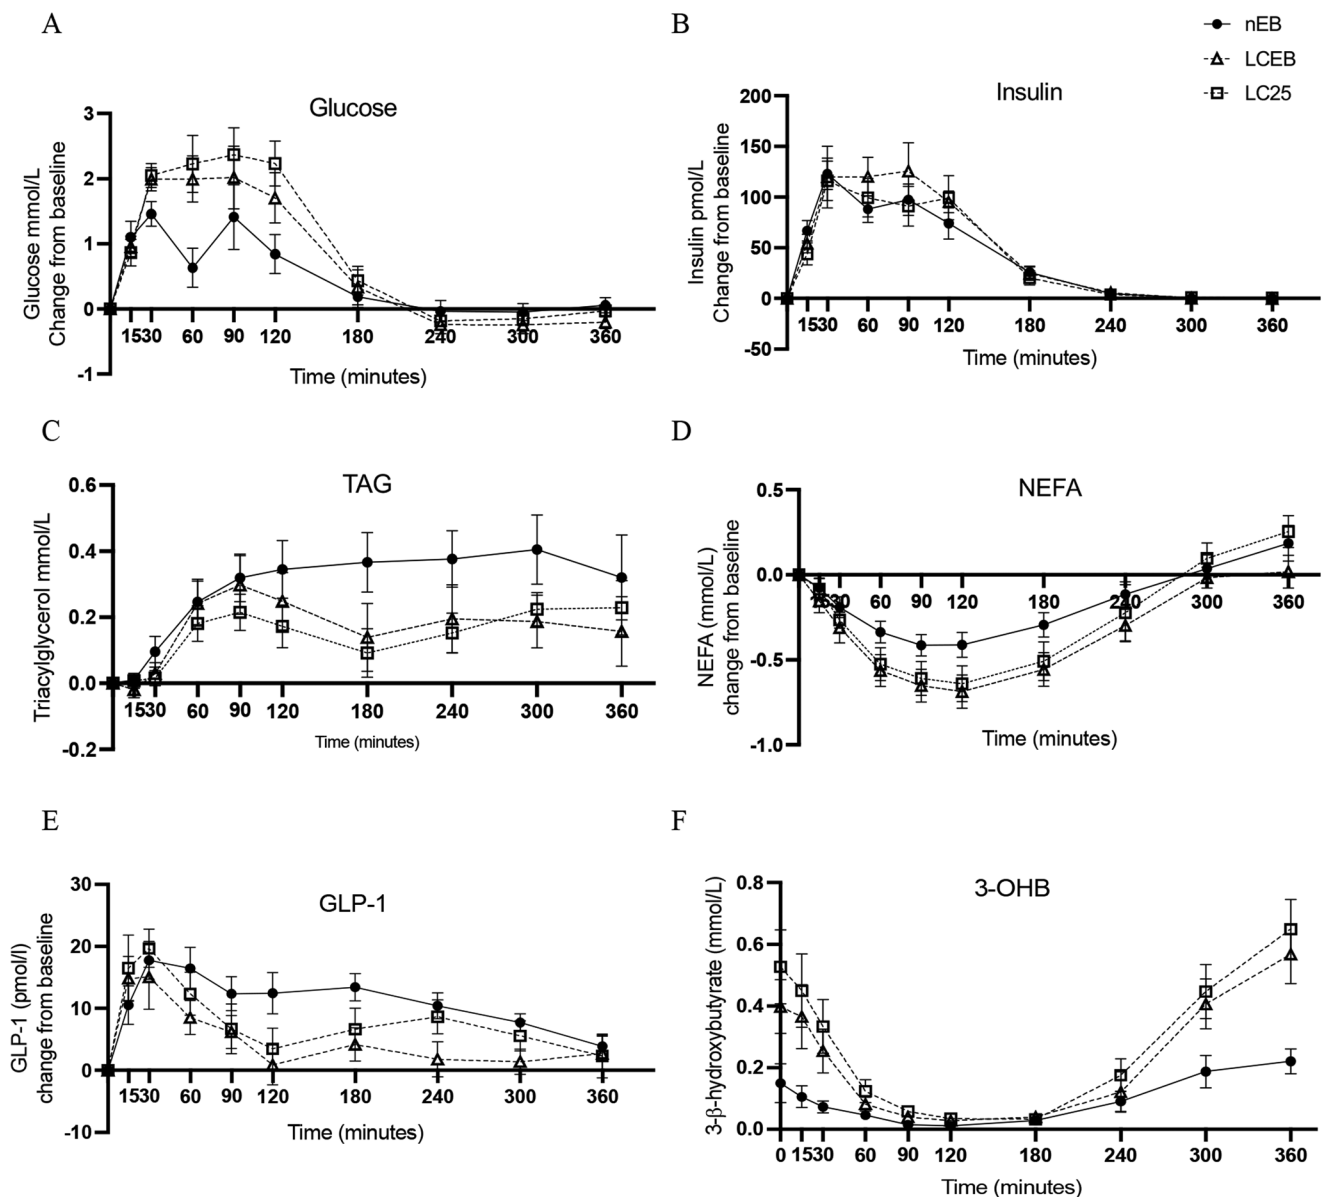 A
B
nEB
LCEB
LC25
Glucose
Glucose mmol/L
Change from baseline
3
2
1
0
-1
15 30 60 90 120 180 240 300 360
Time (minutes)
Insulin
Insulin pmol/L
Change from baseline
200
150
100
50
0
-50
15 30 60 90 120 180 240 300 360
Time (minutes)
C
TAG
Triacylglycerol mmol/L
0.6
0.4
0.2
0.0
-0.2
15 30 60 90 120 180 240 300 360
Time (minutes)
D
NEFA
NEFA (mmol/L)
change from baseline
0.5
0.0
-0.5
-1.0
15 30 60 90 120 180 240 300 360
Time (minutes)
E
GLP-1
GLP-1 (pmol/l)
change from baseline
30
20
10
0
-10
15 30 60 90 120 180 240 300 360
Time (minutes)
F
3-OHB
3-β-hydroxybutyrate (mmol/L)
0.8
0.6
0.4
0.2
0.0
0 15 30 60 90 120 180 240 300 360
Time (minutes)